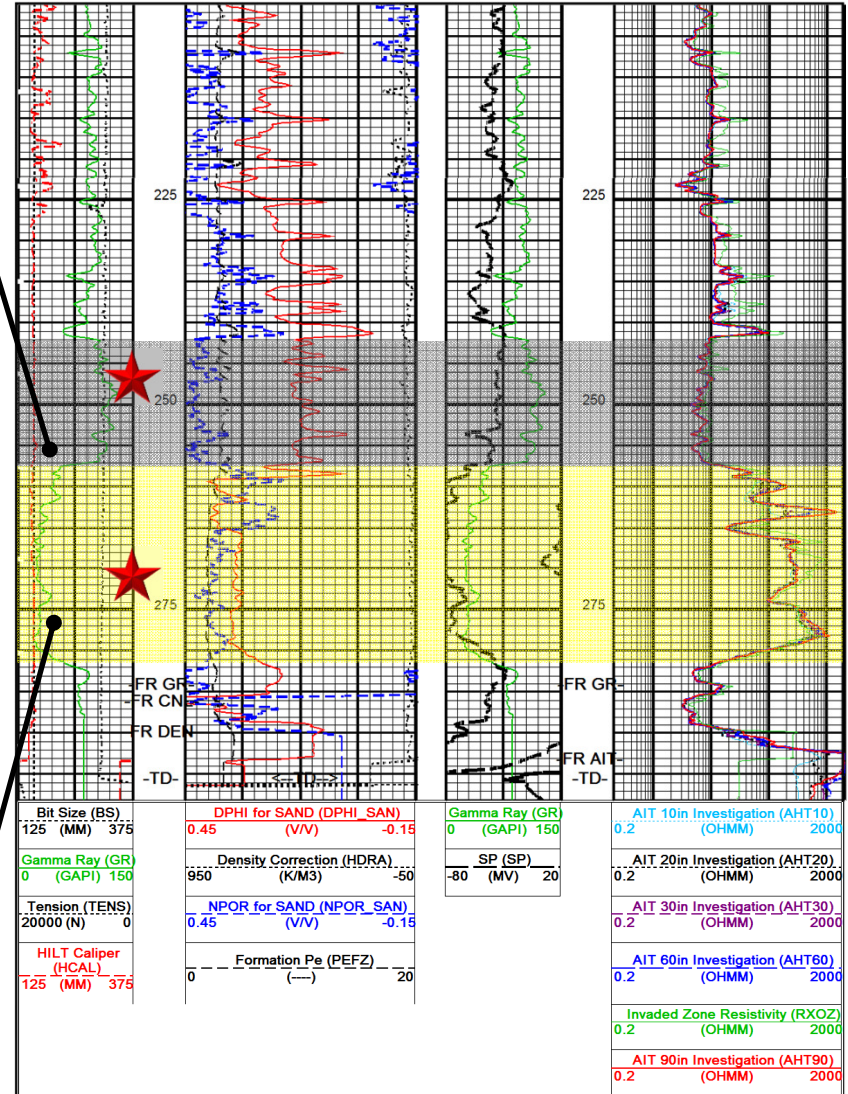 225
225
250
250
275
275
-FR GR-
-FR GR-
-FR CN-
FR DEN
-FR AIT-
-TD-
<--TD-->
-TD-
Bit Size (BS)
125 (MM) 375
Gamma Ray (GR)
0 (GAPI) 150
Tension (TENS)
20000 (N) 0
HILT Caliper
(HCAL)
125 (MM) 375
DPHI for SAND (DPHI_SAN)
0.45 (V/V) -0.15
Density Correction (HDRA)
950 (K/M3) -50
NPOR for SAND (NPOR_SAN)
0.45 (V/V) -0.15
Formation Pe (PEFZ)
0 (----) 20
Gamma Ray (GR)
0 (GAPI) 150
SP (SP)
-80 (MV) 20
AIT 10in Investigation (AHT10)
0.2 (OHMM) 2000
AIT 20in Investigation (AHT20)
0.2 (OHMM) 2000
AIT 30in Investigation (AHT30)
0.2 (OHMM) 2000
AIT 60in Investigation (AHT60)
0.2 (OHMM) 2000
Invaded Zone Resistivity (RXOZ)
0.2 (OHMM) 2000
AIT 90in Investigation (AHT90)
0.2 (OHMM) 2000